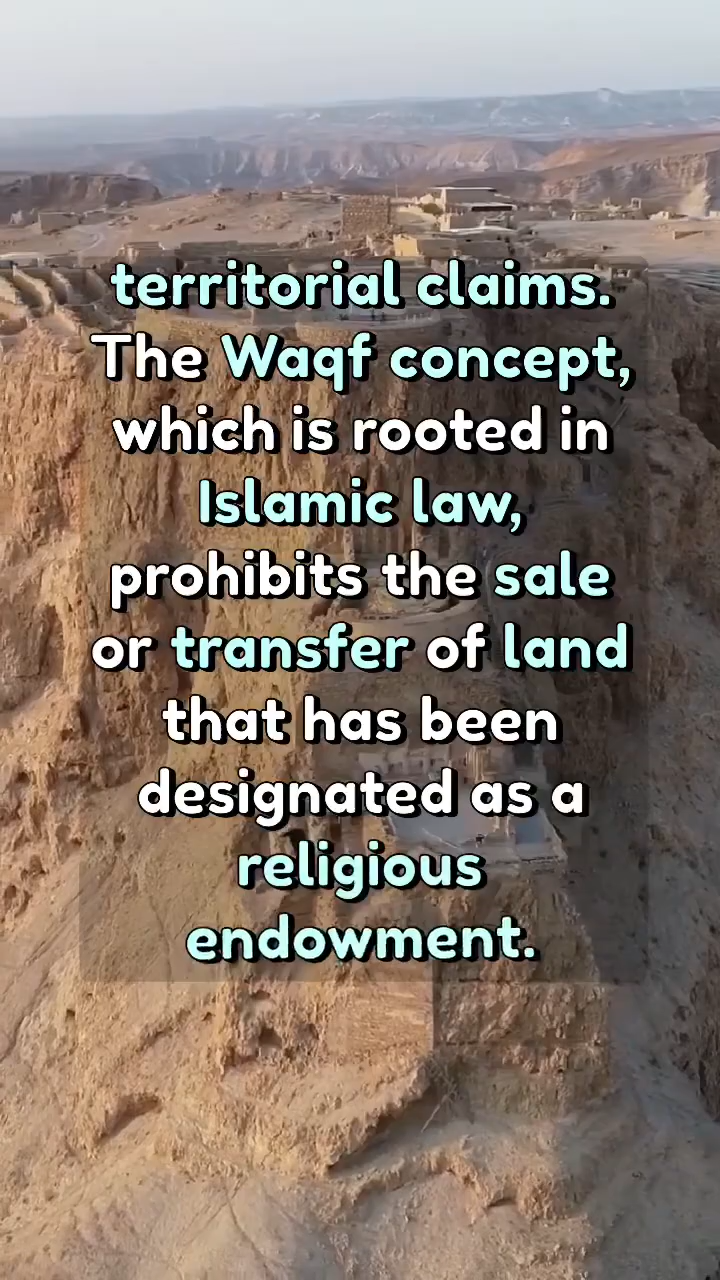 territorial claims.
The Waqf concept,
which is rooted in
Islamic law,
prohibits the sale
or transfer of land
that has been
designated as a
religious
endowment.